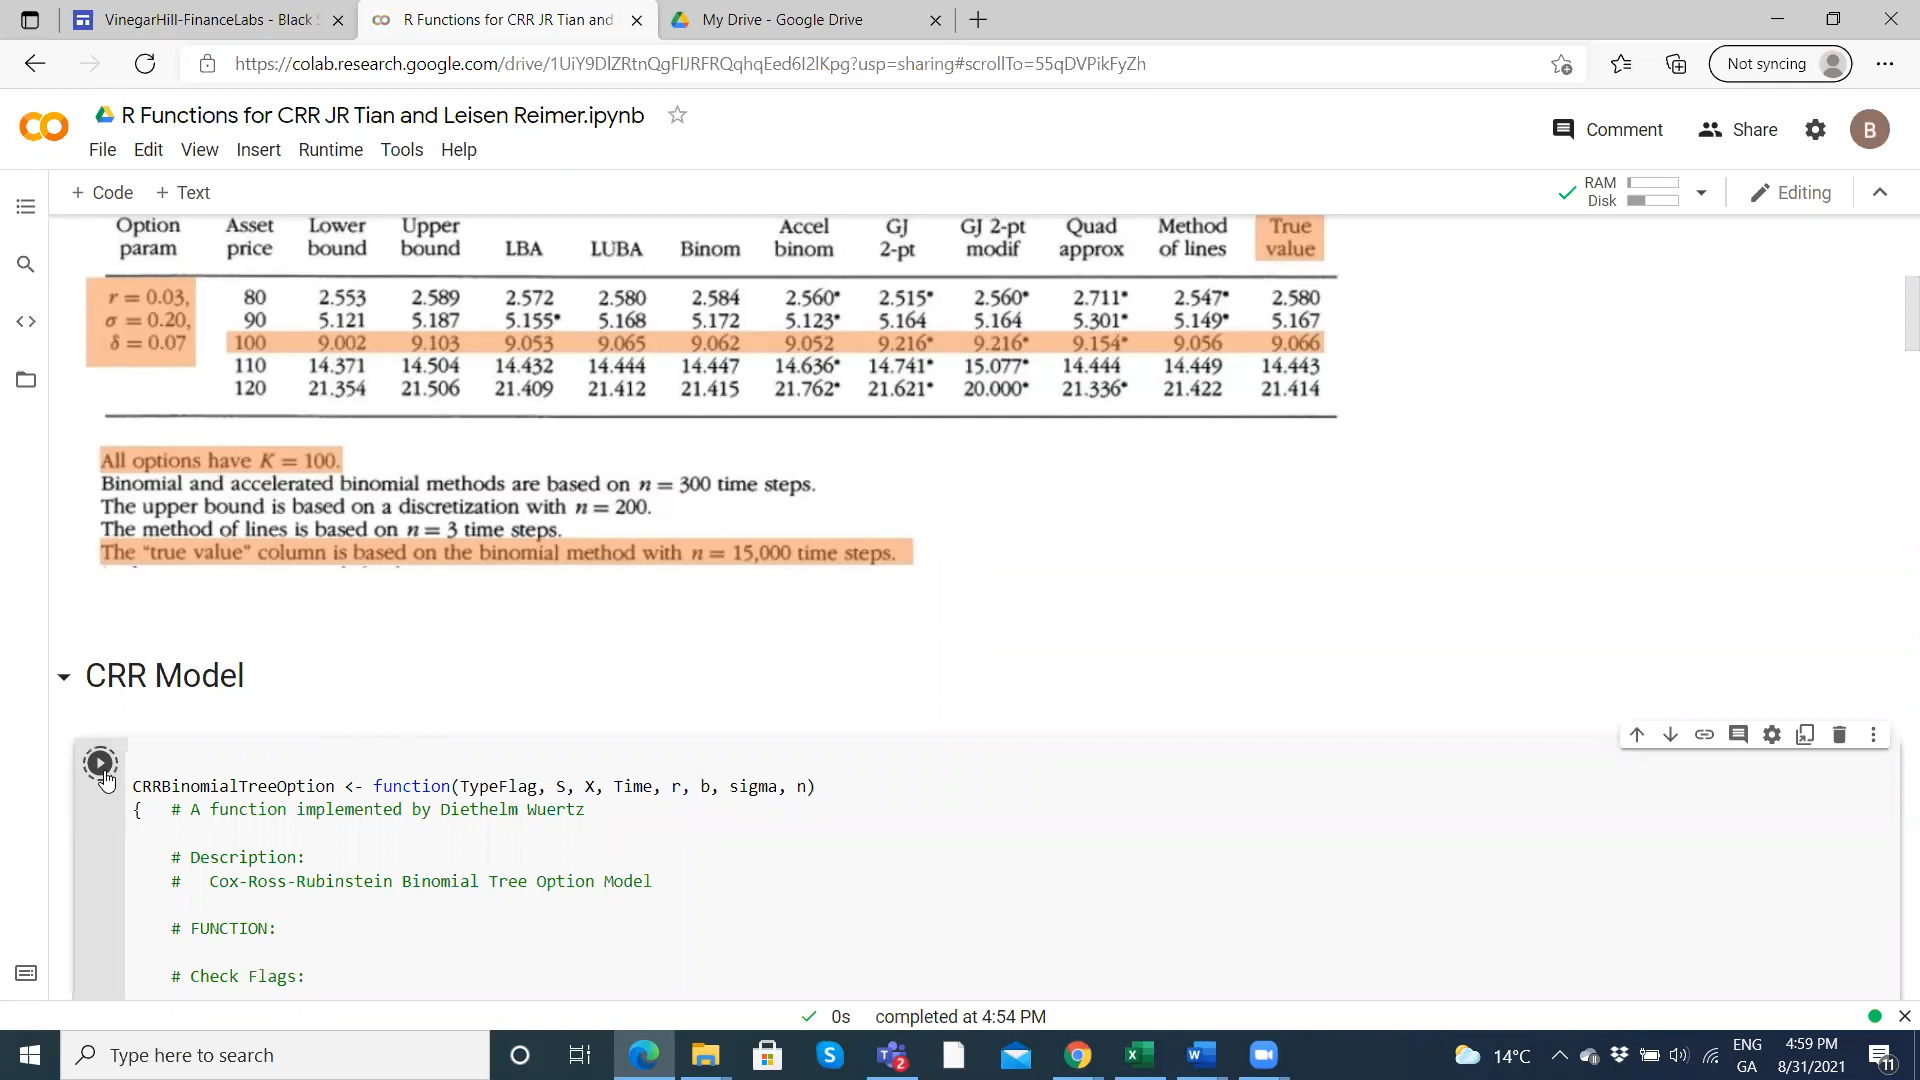 VinegarHill-FinanceLabs - Black S
R Functions for CRR JR Tian and
My Drive - Google Drive
https://colab.research.google.com/drive/1UiY9DlZRtnQgFIJRFRQqhqEed6I2lKpg?usp=sharing#scrollTo=55qDVPikFyZh
Not syncing
R Functions for CRR JR Tian and Leisen Reimer.ipynb
File Edit View Insert Runtime Tools Help
Comment Share B
+ Code + Text
RAM
Disk
Editing
Option param Asset price Lower bound Upper bound LBA LUBA Binom Accel binom GJ 2-pt GJ 2-pt modif Quad approx Method of lines True value
r = 0.03, 80 2.553 2.589 2.572 2.580 2.584 2.560* 2.515* 2.560* 2.711* 2.547* 2.580
σ = 0.20, 90 5.121 5.187 5.155* 5.168 5.172 5.123* 5.164 5.164 5.301* 5.149* 5.167
δ = 0.07 100 9.002 9.103 9.053 9.065 9.062 9.052 9.216* 9.216* 9.154* 9.056 9.066
110 14.371 14.504 14.432 14.444 14.447 14.636* 14.741* 15.077* 14.444 14.449 14.443
120 21.354 21.506 21.409 21.412 21.415 21.762* 21.621* 20.000* 21.336* 21.422 21.414
All options have K = 100.
Binomial and accelerated binomial methods are based on n = 300 time steps.
The upper bound is based on a discretization with n = 200.
The method of lines is based on n = 3 time steps.
The "true value" column is based on the binomial method with n = 15,000 time steps.
CRR Model
CRRBinomialTreeOption <- function(TypeFlag, S, X, Time, r, b, sigma, n)
{ # A function implemented by Diethelm Wuertz
# Description:
# Cox-Ross-Rubinstein Binomial Tree Option Model
# FUNCTION:
# Check Flags:
0s completed at 4:54 PM
Type here to search
2
14°C
ENG
GA
4:59 PM
8/31/2021
11